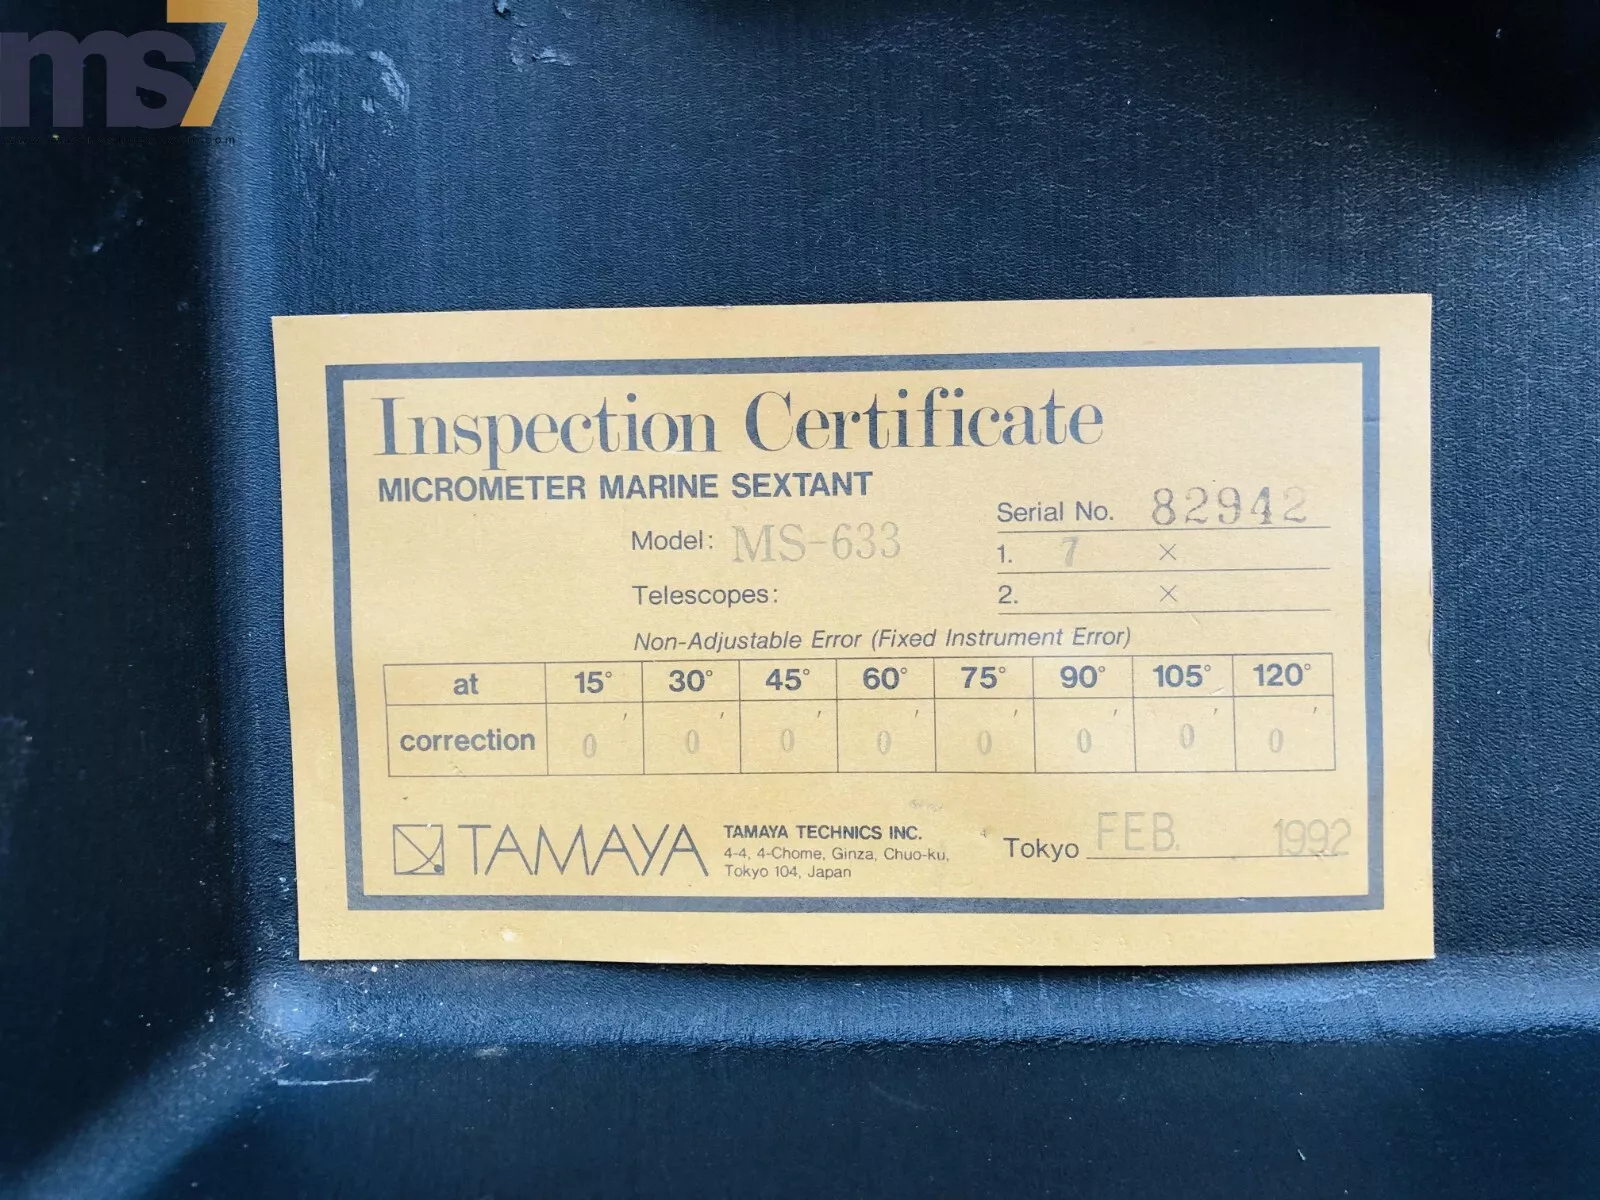 ms7
Inspection Certificate
MICROMETER MARINE SEXTANT
Serial No. 82942
Model: MS-633
1. 7 ×
Telescopes:
2. ×
Non-Adjustable Error (Fixed Instrument Error)
at 15° 30° 45° 60° 75° 90° 105° 120°
correction 0' 0' 0' 0' 0' 0' 0' 0'
TAMAYA
TAMAYA TECHNICS INC.
4-4, 4-Chome, Ginza, Chuo-ku,
Tokyo 104, Japan
Tokyo FEB. 1992